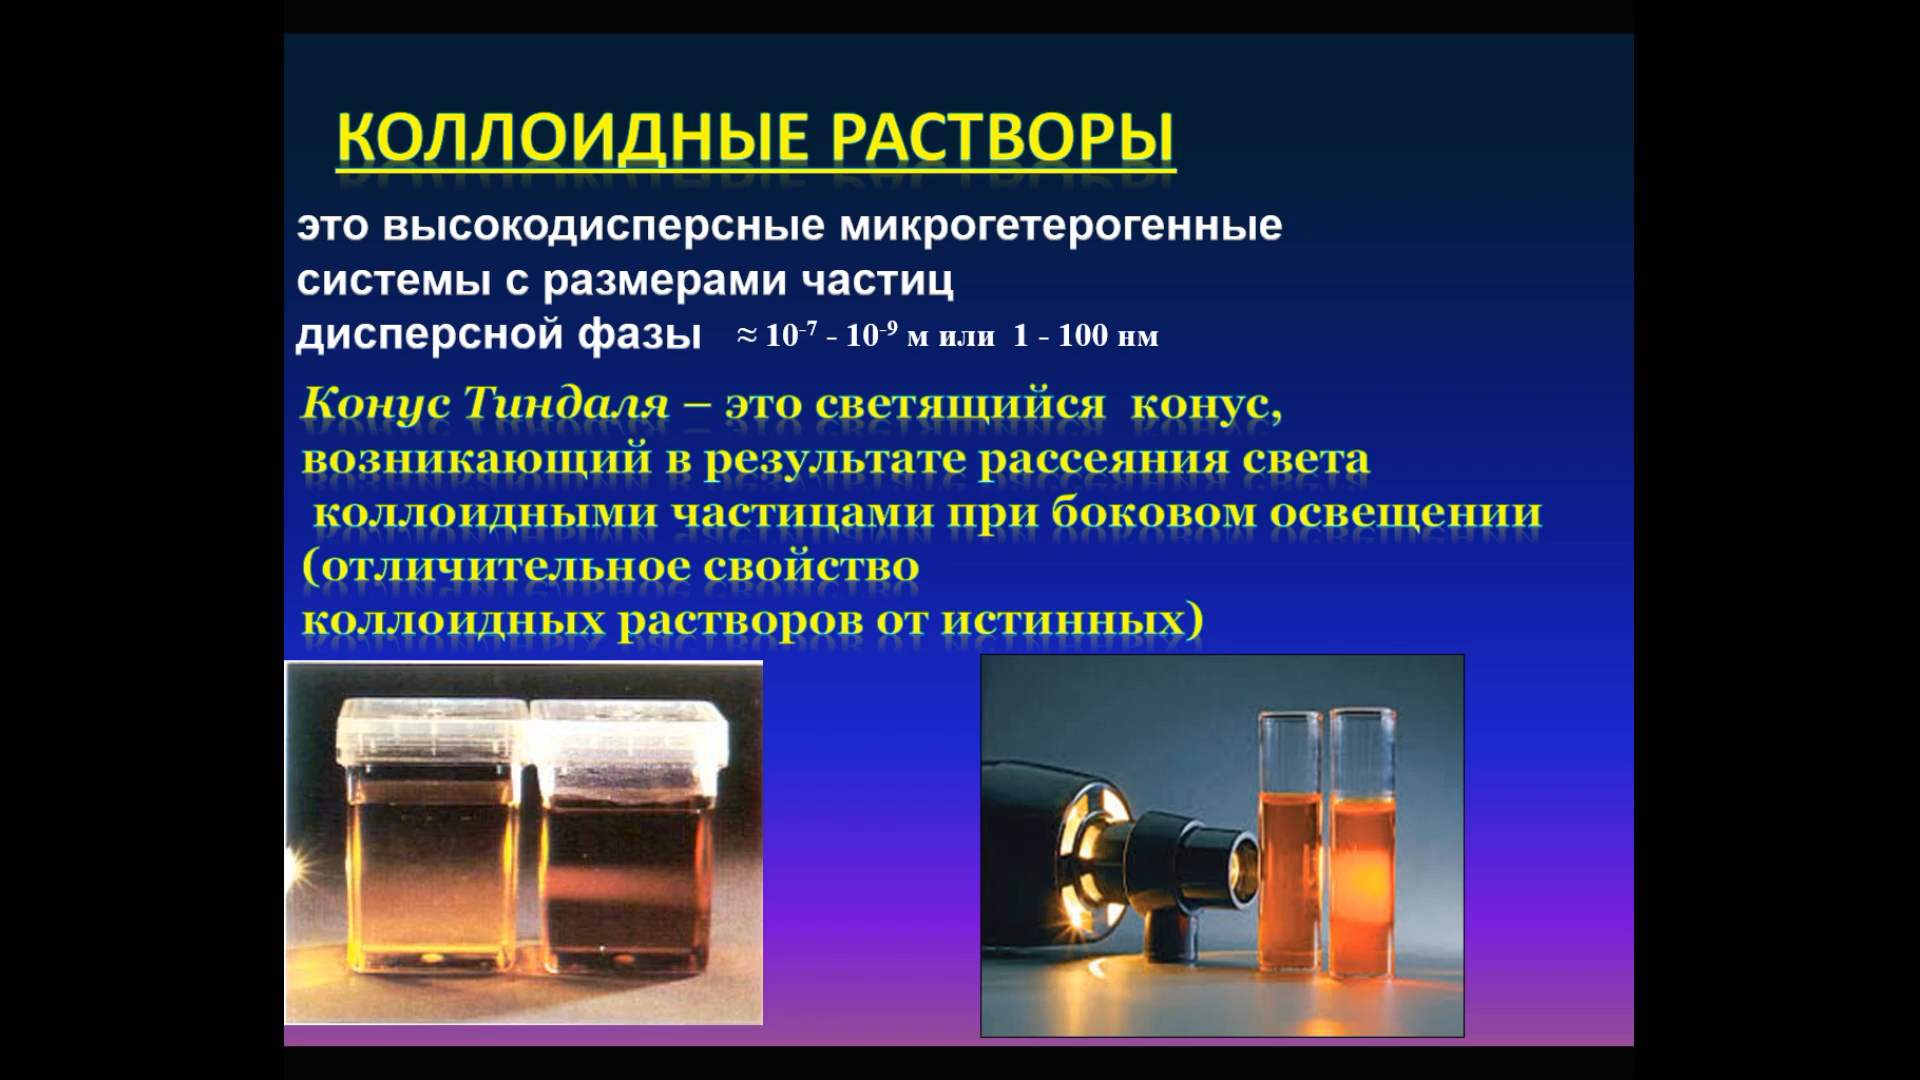 КОЛЛОИДНЫЕ РАСТВОРЫ
это высокодисперсные микрогетерогенные
системы с размерами частиц
дисперсной фазы ≈ 10⁻⁷ - 10⁻⁹ м или 1 - 100 нм
Конус Тиндаля – это светящийся конус,
возникающий в результате рассеяния света
коллоидными частицами при боковом освещении
(отличительное свойство
коллоидных растворов от истинных)